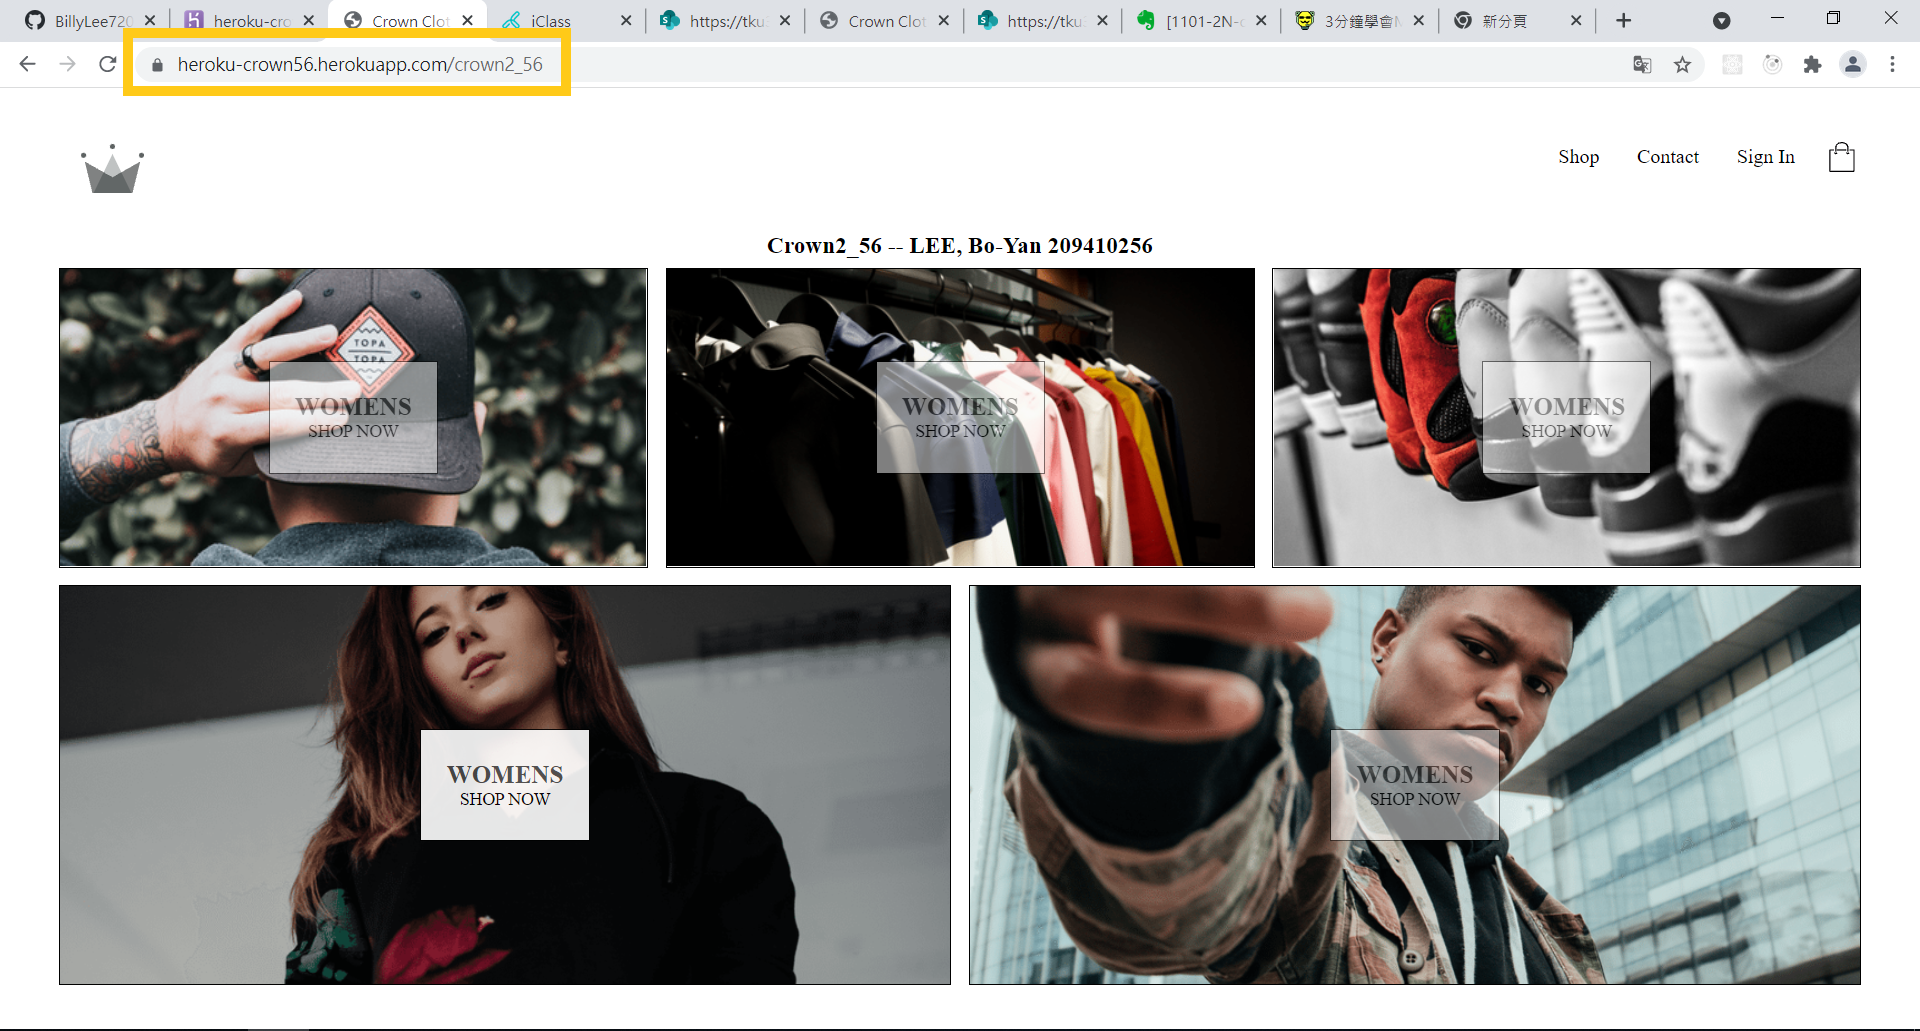 BillyLee720
heroku-cro
Crown Clot
iClass
https://tku
Crown Clot
https://tku
[1101-2N-
3分鐘學會
新分頁
heroku-crown56.herokuapp.com/crown2_56
Shop
Contact
Sign In
Crown2_56 -- LEE, Bo-Yan 209410256
TOPA
TOPA
WOMENS
SHOP NOW
WOMENS
SHOP NOW
WOMENS
SHOP NOW
WOMENS
SHOP NOW
WOMENS
SHOP NOW